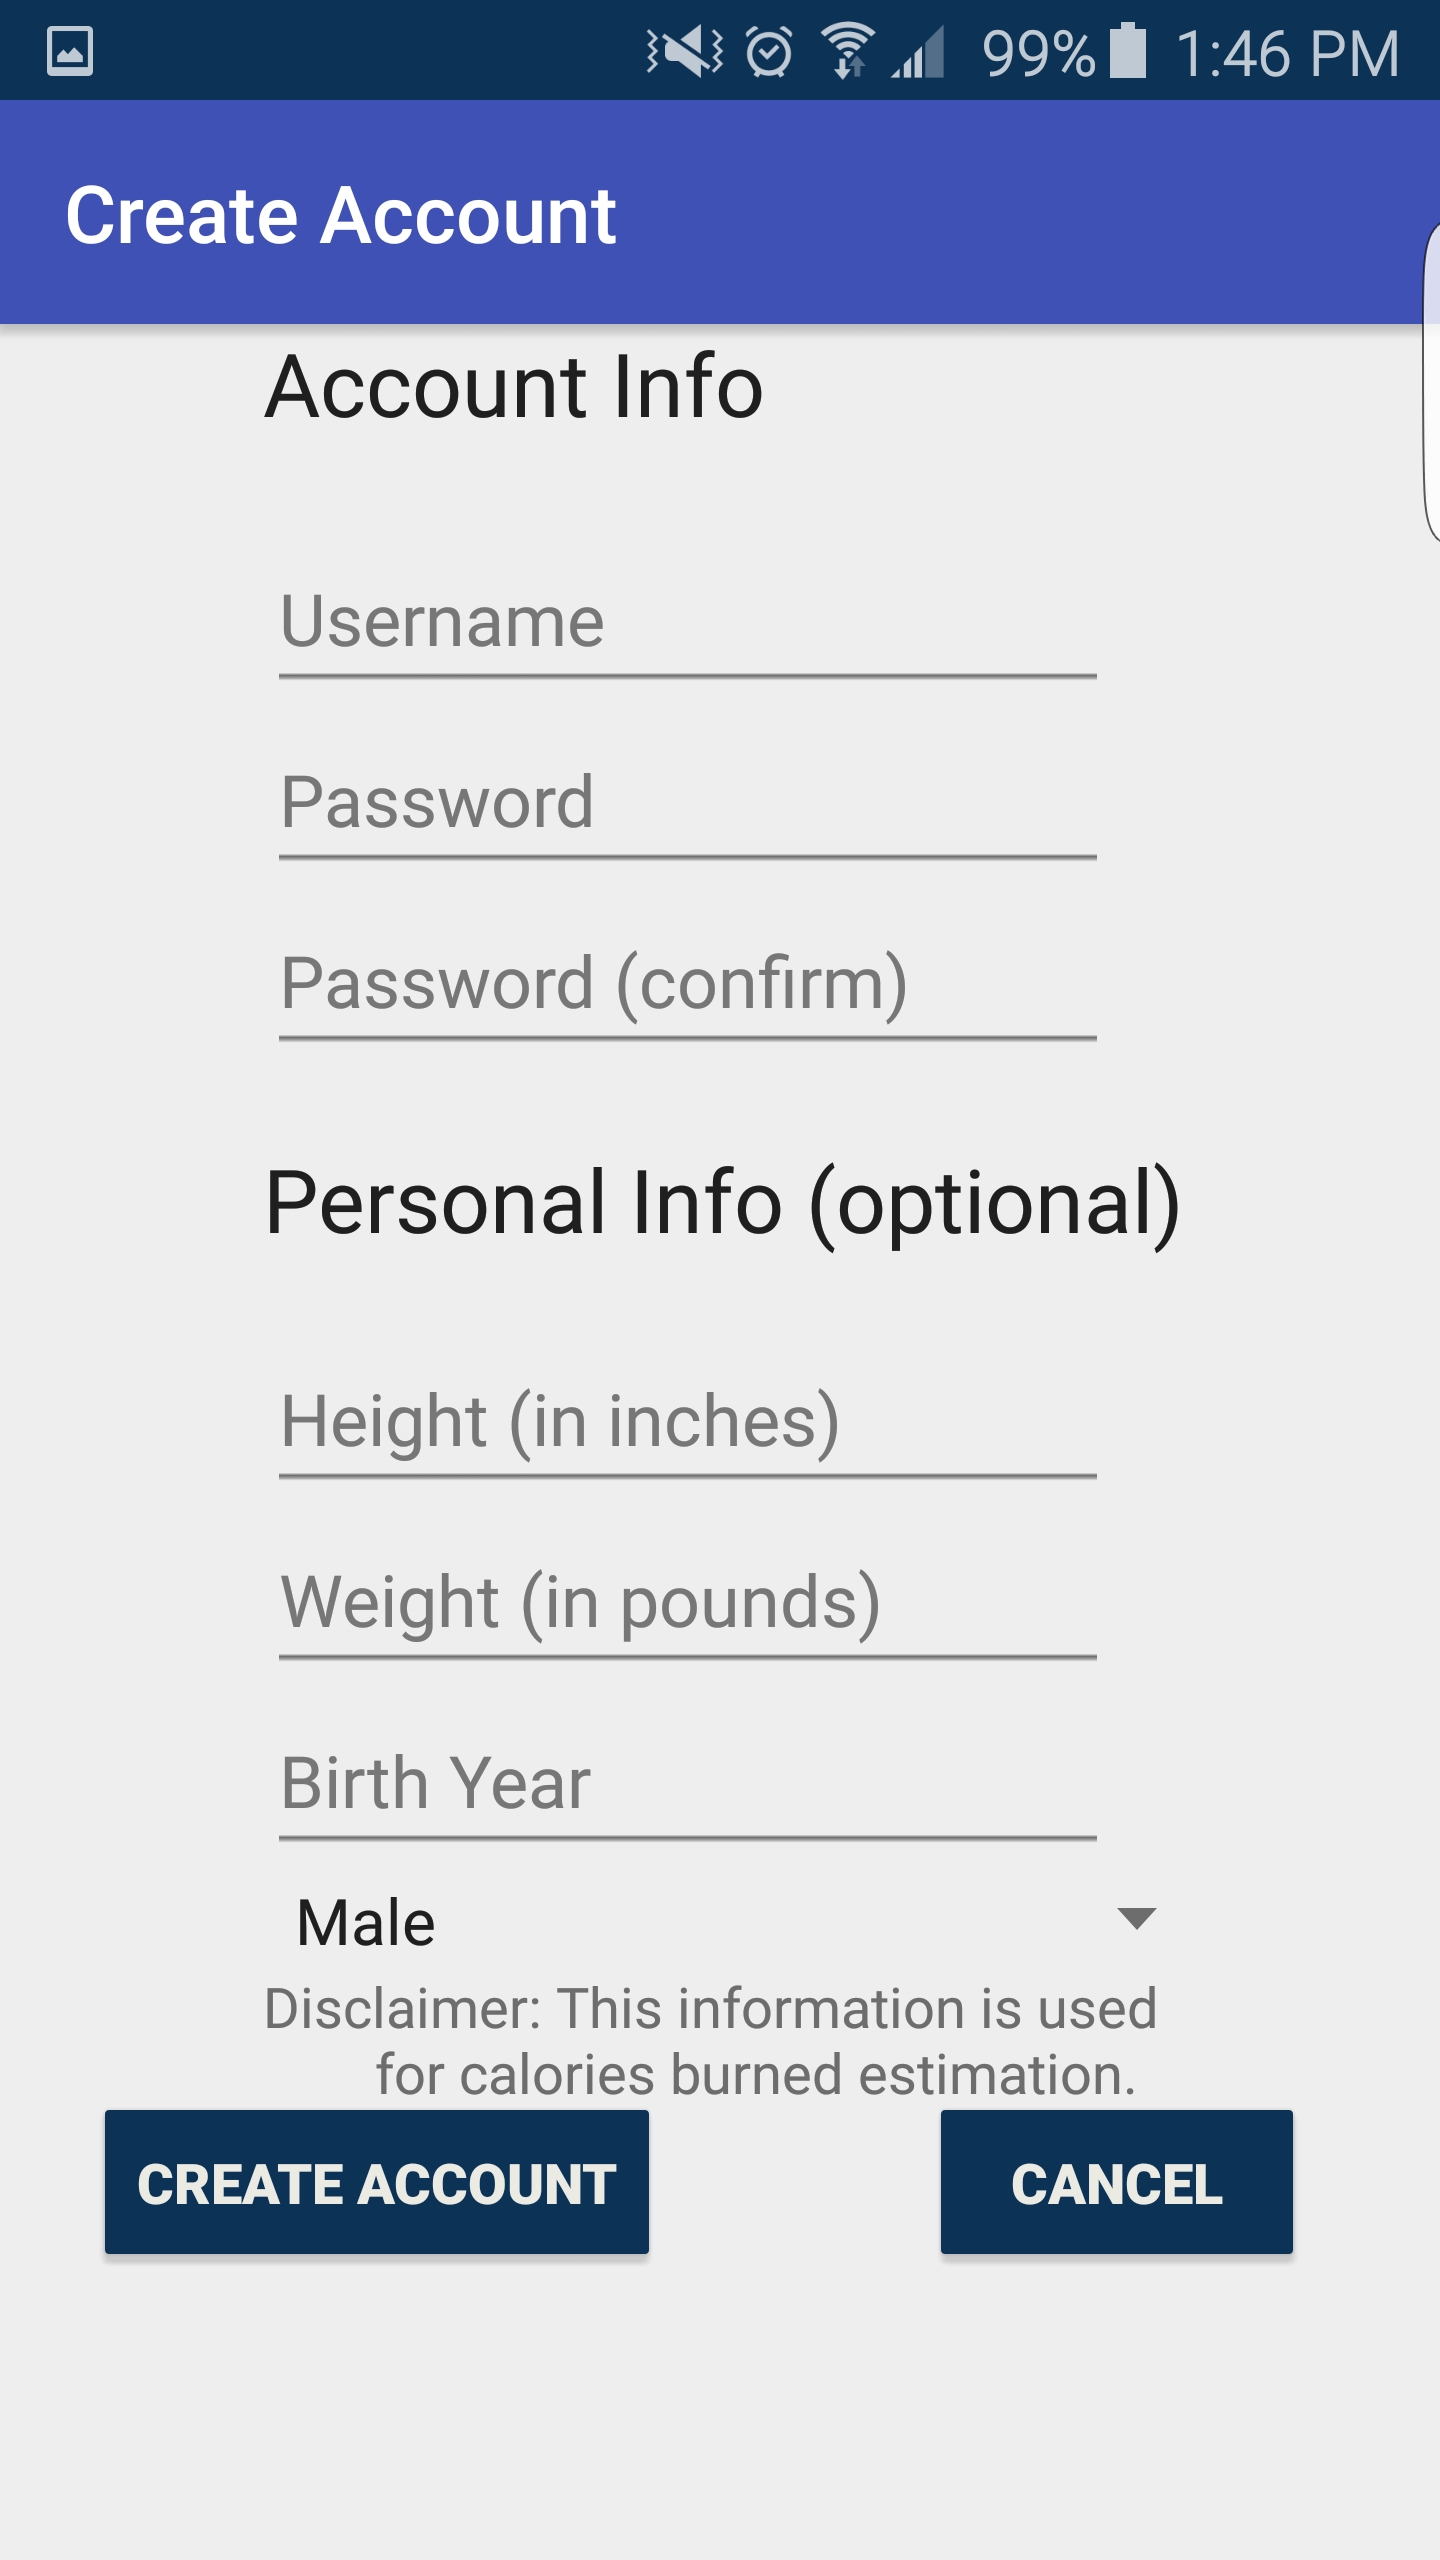 99% 1:46 PM
Create Account
Account Info
Username
Password
Password (confirm)
Personal Info (optional)
Height (in inches)
Weight (in pounds)
Birth Year
Male
Disclaimer: This information is used
for calories burned estimation.
CREATE ACCOUNT CANCEL